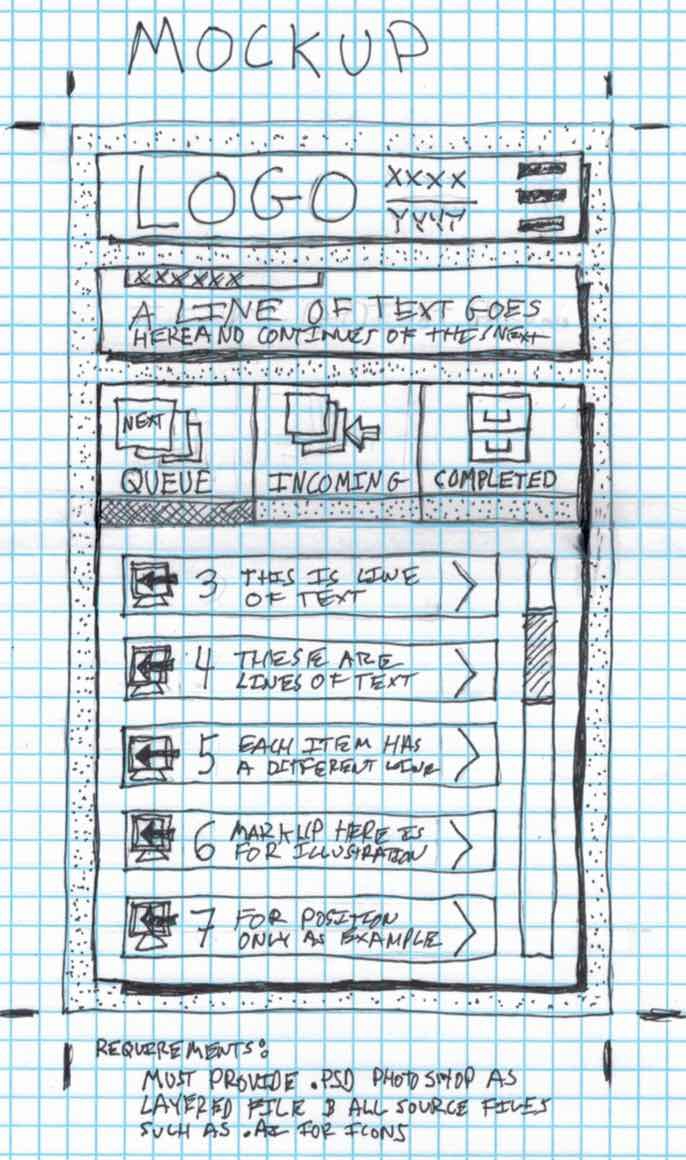 MOCKUP
LOGO
XXXX
YYYY
XXXXXX
A LINE OF TEXT GOES
HERE AND CONTINUES OF THIS NEXT
NEXT
QUEUE
INCOMING
COMPLETED
3 THIS IS LINE
OF TEXT
4 THESE ARE
LINES OF TEXT
5 EACH ITEM HAS
A DIFFERENT LINE
6 MARKUP HERE IS
FOR ILLUSTRATION
7 FOR POSITION
ONLY AS EXAMPLE
REQUIREMENTS:
MUST PROVIDE .PSD PHOTOSHOP AS
LAYERED FILE & ALL SOURCE FILES
SUCH AS .AI FOR ICONS